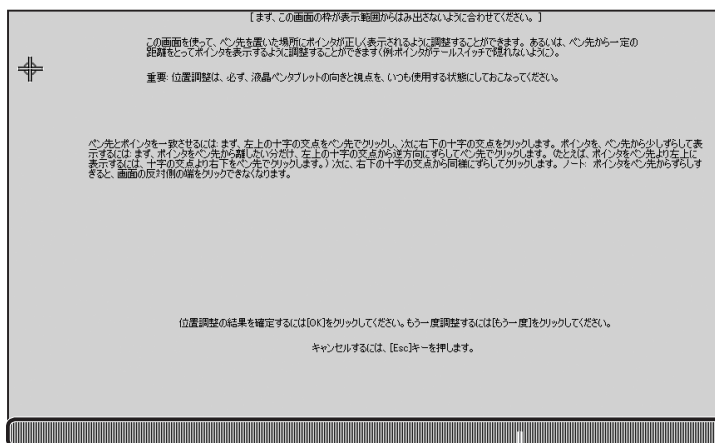 [ まず、この画面の枠が表示範囲からはみ出さないように合わせてください。 ]
この画面を使って、ペン先を置いた場所にポインタが正しく表示されるように調整することができます。あるいは、ペン先から一定の
距離をとってポインタを表示するように調整することができます(例:ポインタがテールスイッチで隠れないように)。
重要: 位置調整は、必ず、液晶ペンタブレットの向きと視点を、いつも使用する状態にしておこなってください。
ペン先とポインタを一致させるには: まず、左上の十字の交点をペン先でクリックし、次に右下の十字の交点をクリックします。 ポインタを、ペン先から少しずらして表
示するには: まず、ポインタをペン先から離したい分だけ、左上の十字の交点から逆方向にずらしてペン先でクリックします。 (たとえば、ポインタをペン先より左上に
表示するには、十字の交点より右下をペン先でクリックします。) 次に、右下の十字の交点から同様にずらしてクリックします。 ノート: ポインタをペン先からずらしす
ぎると、画面の反対側の端をクリックできなくなります。
位置調整の結果を確定するには[OK]をクリックしてください。もう一度調整するには[もう一度]をクリックしてください。
キャンセルするには、[Esc]キーを押します。